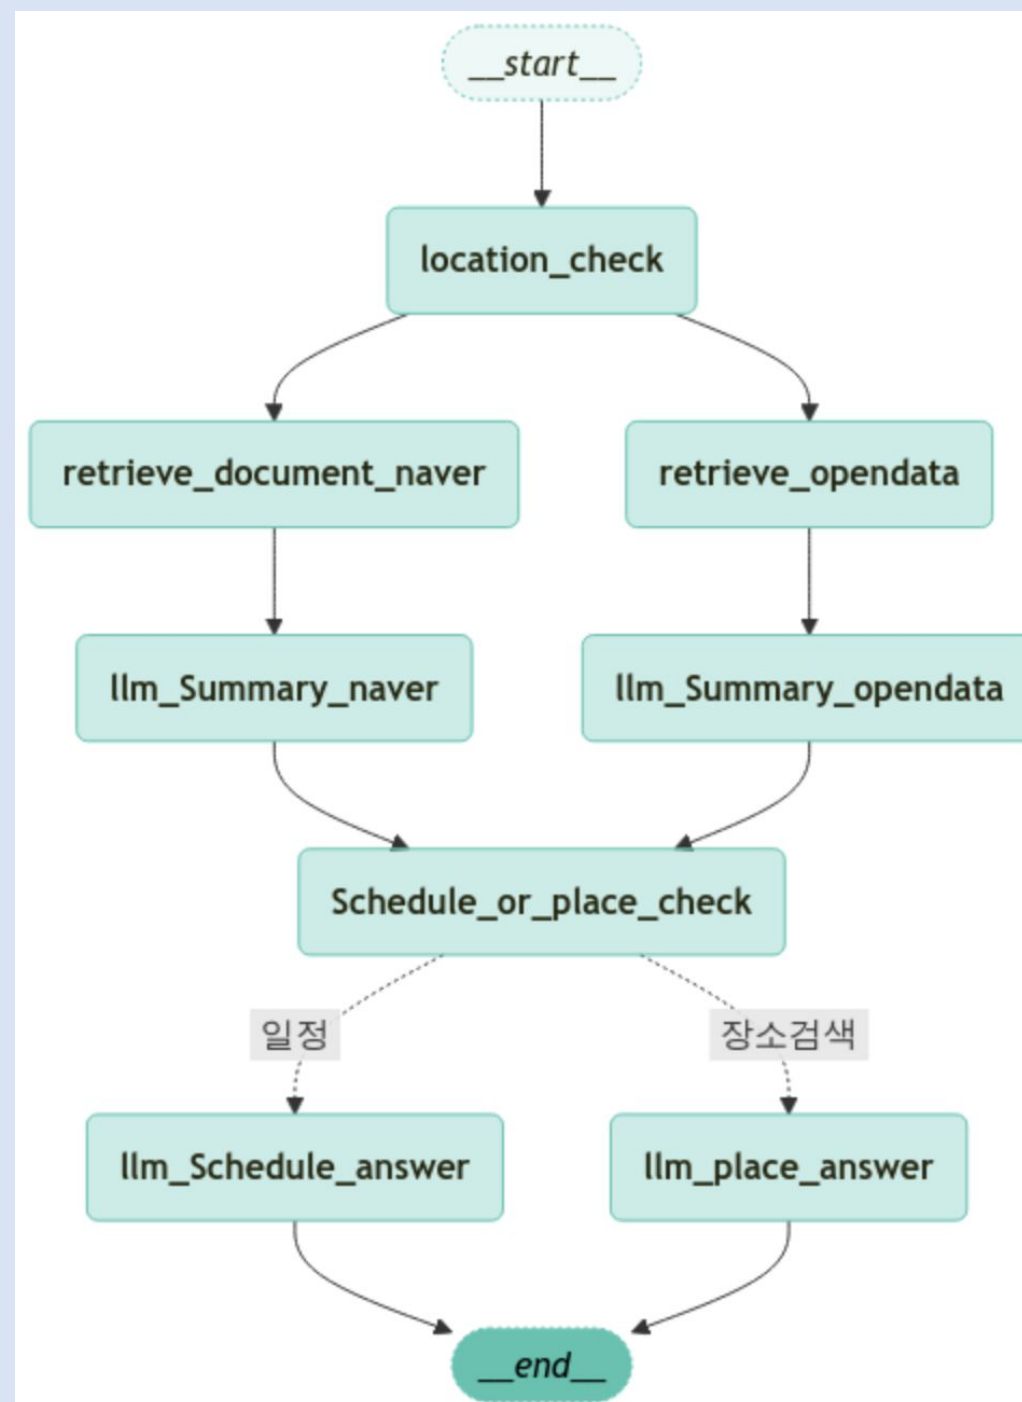 __start__
location_check
retrieve_document_naver
retrieve_opendata
llm_Summary_naver
llm_Summary_opendata
Schedule_or_place_check
일정
장소검색
llm_Schedule_answer
llm_place_answer
__end__